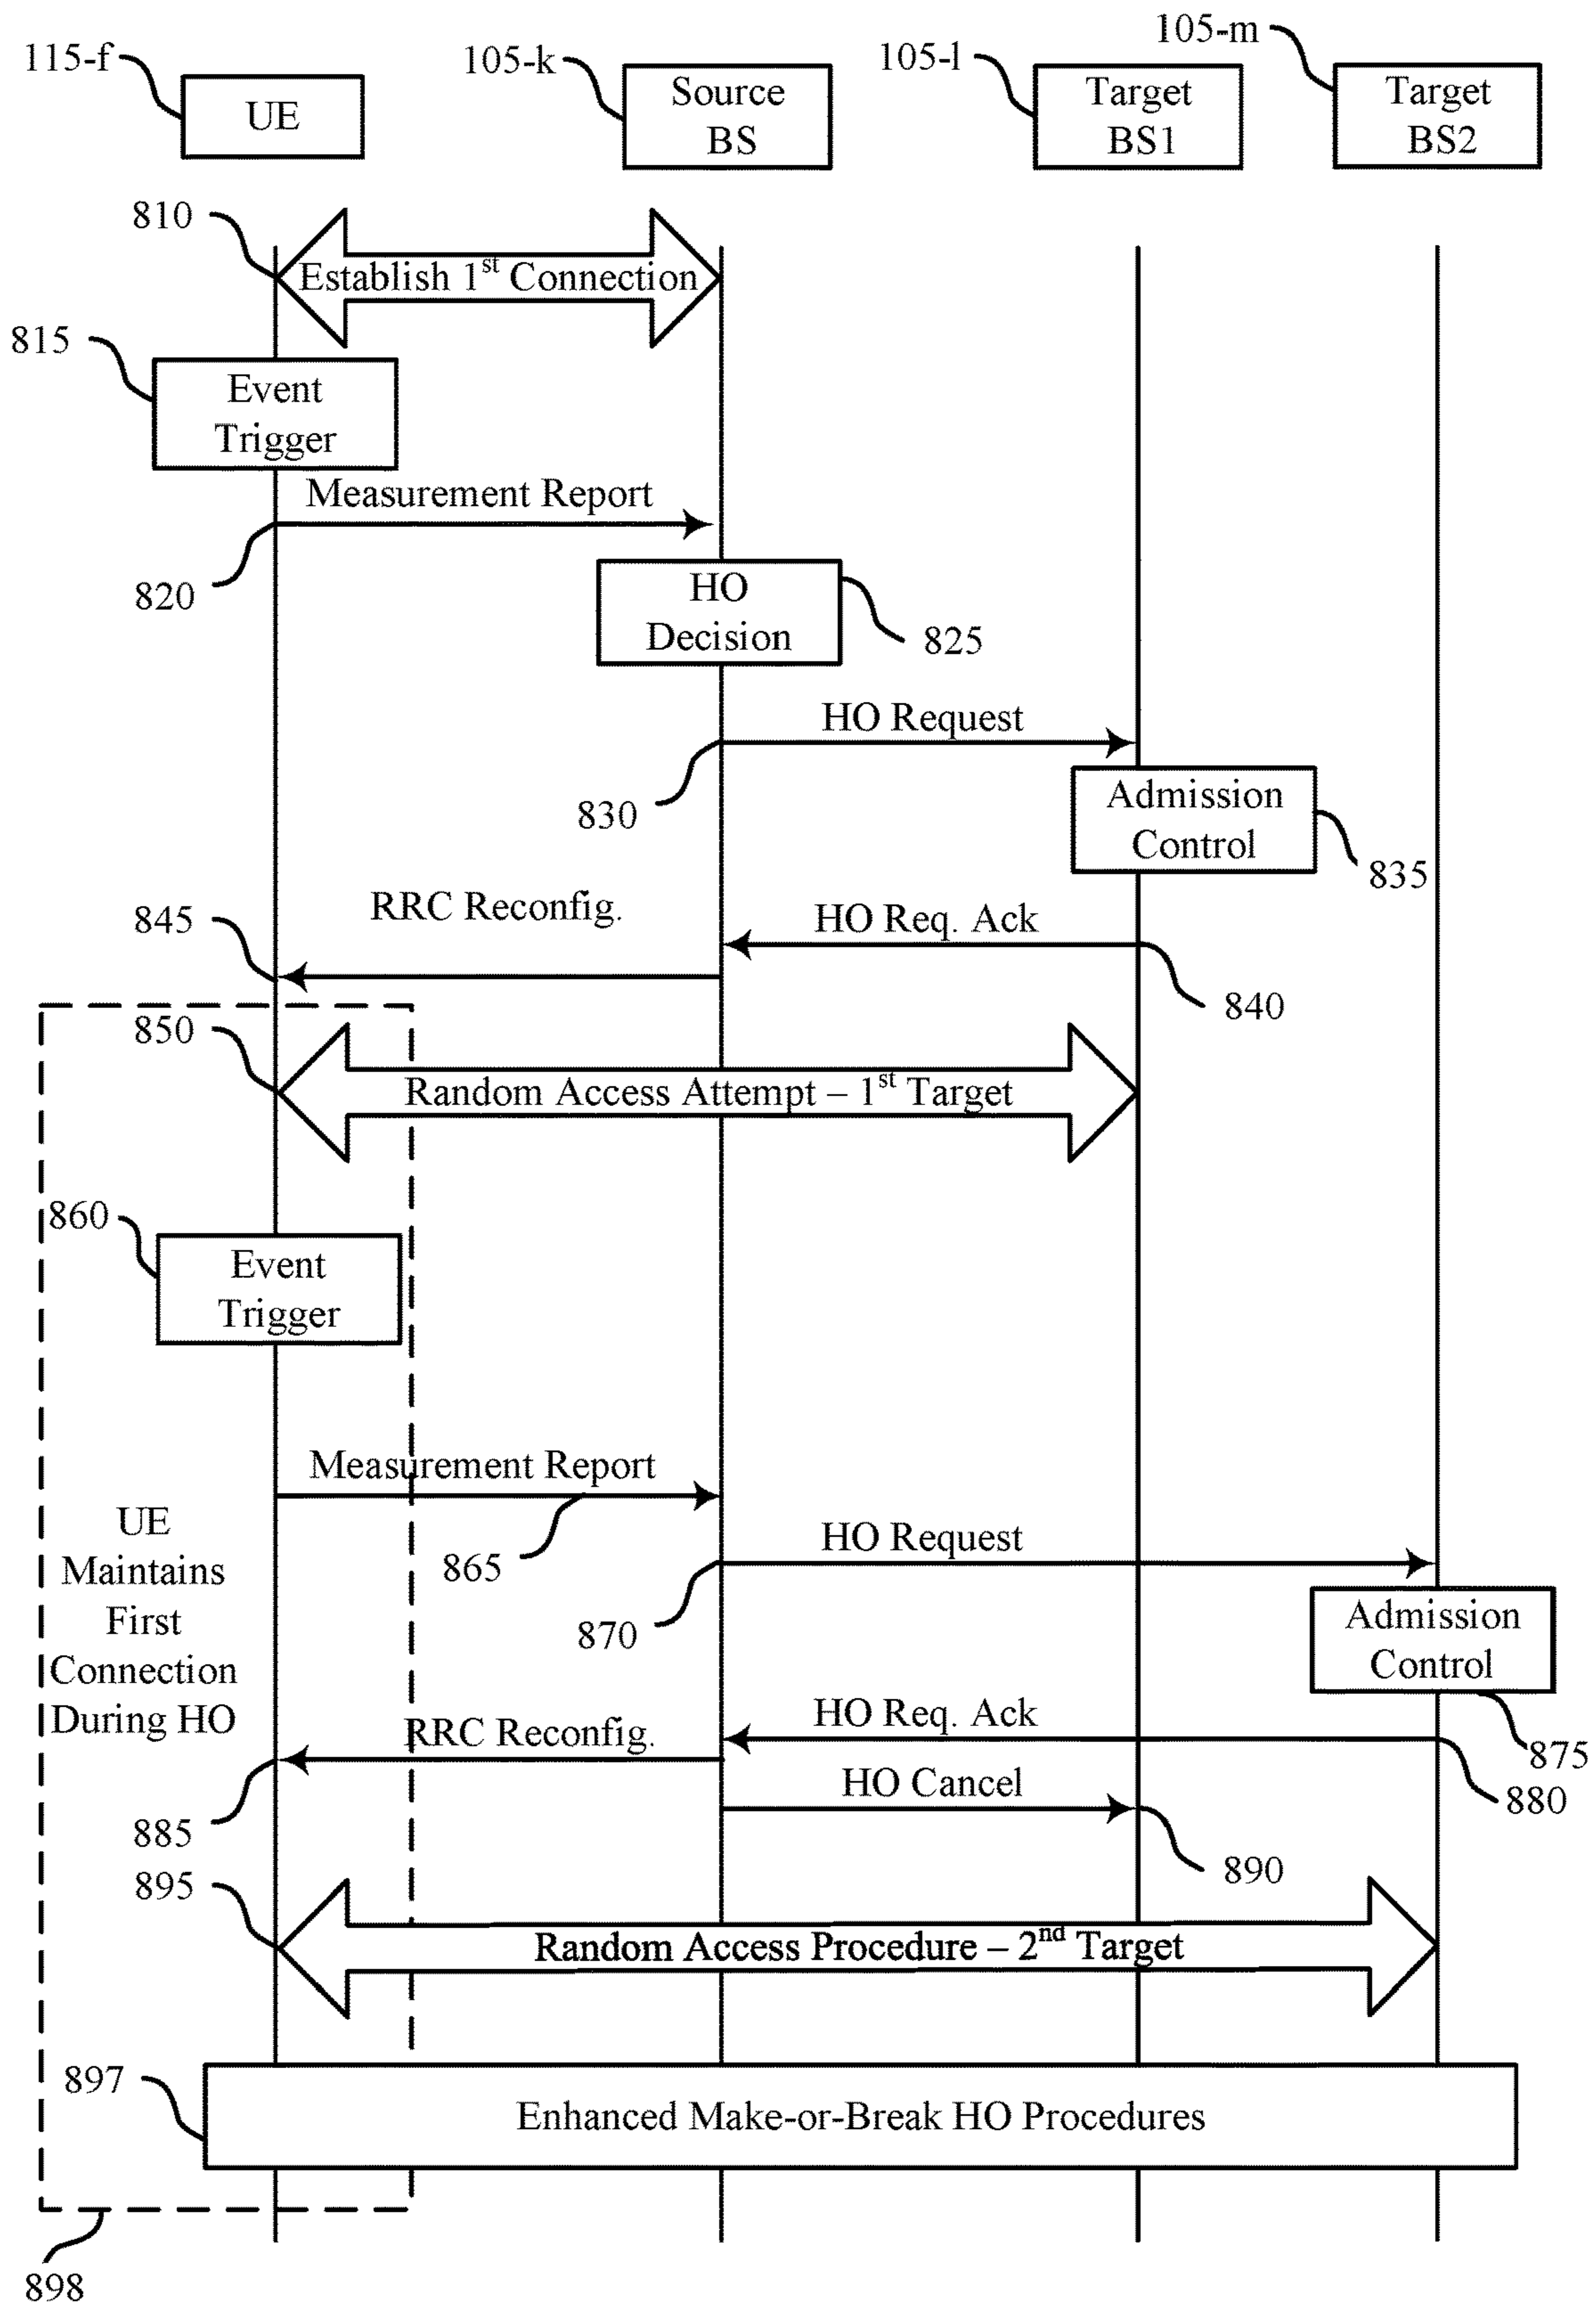 115-f
UE
105-k
Source
BS
105-l
Target
BS1
105-m
Target
BS2
810
Establish 1st Connection
815
Event
Trigger
Measurement Report
820
HO
Decision
825
HO Request
830
Admission
Control
835
845
RRC Reconfig.
HO Req. Ack
840
850
Random Access Attempt – 1st Target
860
Event
Trigger
Measurement Report
865
UE
Maintains
First
Connection
During HO
HO Request
870
Admission
Control
875
HO Req. Ack
880
RRC Reconfig.
885
HO Cancel
890
895
Random Access Procedure – 2nd Target
897
Enhanced Make-or-Break HO Procedures
898